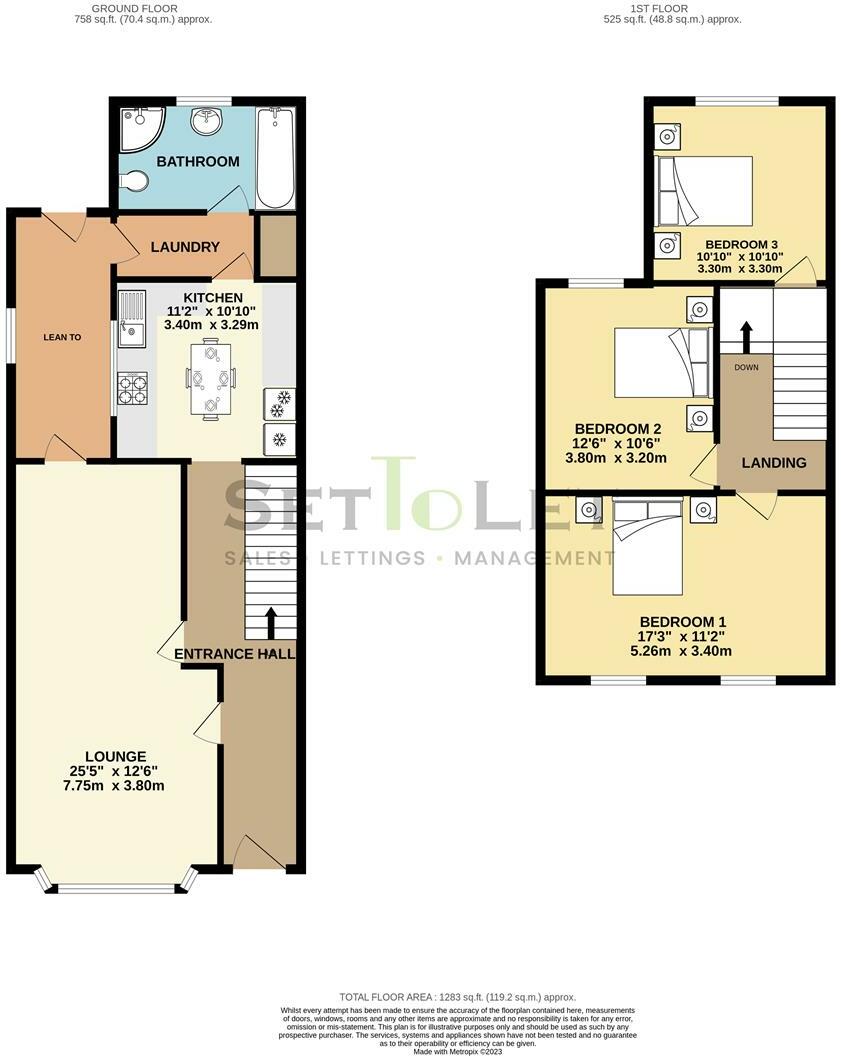 GROUND FLOOR
758 sq.ft. (70.4 sq.m.) approx.
1ST FLOOR
525 sq.ft. (48.8 sq.m.) approx.
BATHROOM
LAUNDRY
KITCHEN
11'2" x 10'10"
3.40m x 3.29m
LEAN TO
ENTRANCE HALL
LOUNGE
25'5" x 12'6"
7.75m x 3.80m
BEDROOM 3
10'10" x 10'10"
3.30m x 3.30m
DOWN
BEDROOM 2
12'6" x 10'6"
3.80m x 3.20m
LANDING
BEDROOM 1
17'3" x 11'2"
5.26m x 3.40m
SETTOLET
SALES • LETTINGS • MANAGEMENT
TOTAL FLOOR AREA : 1283 sq.ft. (119.2 sq.m.) approx.
Whilst every attempt has been made to ensure the accuracy of the floorplan contained here, measurements
of doors, windows, rooms and any other items are approximate and no responsibility is taken for any error,
omission or mis-statement. This plan is for illustrative purposes only and should be used as such by any
prospective purchaser. The services, systems and appliances shown have not been tested and no guarantee
as to their operability or efficiency can be given.
Made with Metropix ©2023